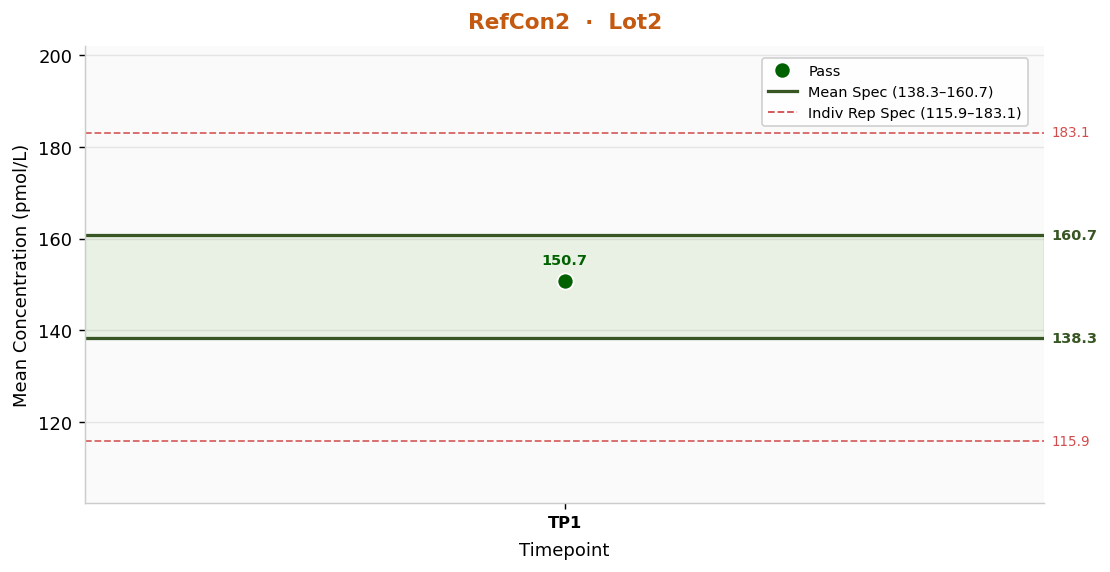 RefCon2 · Lot2
Mean Concentration (pmol/L)
200
180
160
140
120
Pass
Mean Spec (138.3–160.7)
Indiv Rep Spec (115.9–183.1)
183.1
160.7
150.7
138.3
115.9
TP1
Timepoint